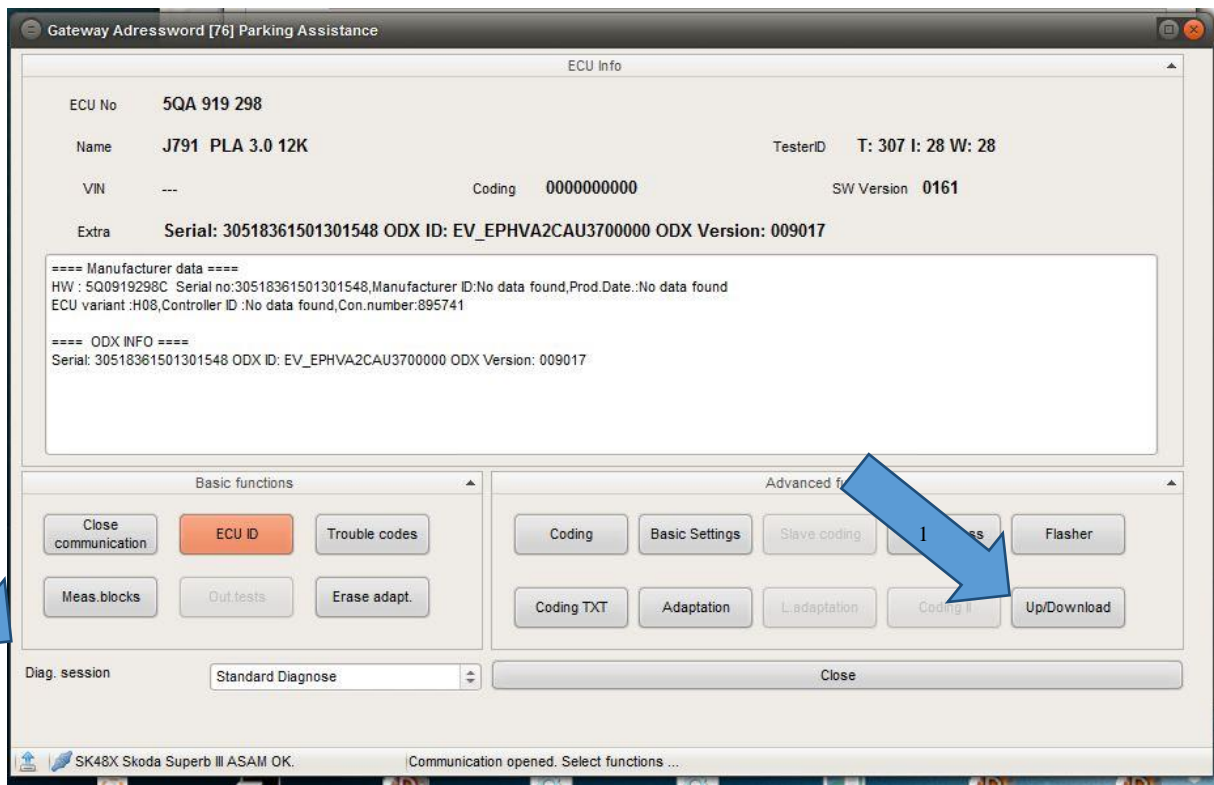 Gateway Adressword [76] Parking Assistance
ECU Info
ECU No 5QA 919 298
Name J791 PLA 3.0 12K TesterID T: 307 I: 28 W: 28
VIN --- Coding 0000000000 SW Version 0161
Extra Serial: 30518361501301548 ODX ID: EV_EPHVA2CAU3700000 ODX Version: 009017
==== Manufacturer data ====
HW : 5Q0919298C Serial no:30518361501301548,Manufacturer ID:No data found,Prod.Date.:No data found
ECU variant :H08,Controller ID :No data found,Con.number:895741
==== ODX INFO ====
Serial: 30518361501301548 ODX ID: EV_EPHVA2CAU3700000 ODX Version: 009017
Basic functions Advanced
Close communication ECU ID Trouble codes Coding Basic Settings Slave coding 1 Flasher
Meas.blocks Out.tests Erase adapt. Coding TXT Adaptation L.adaptation Coding II Up/Download
Diag. session Standard Diagnose Close
SK48X Skoda Superb III ASAM OK. Communication opened. Select functions ...